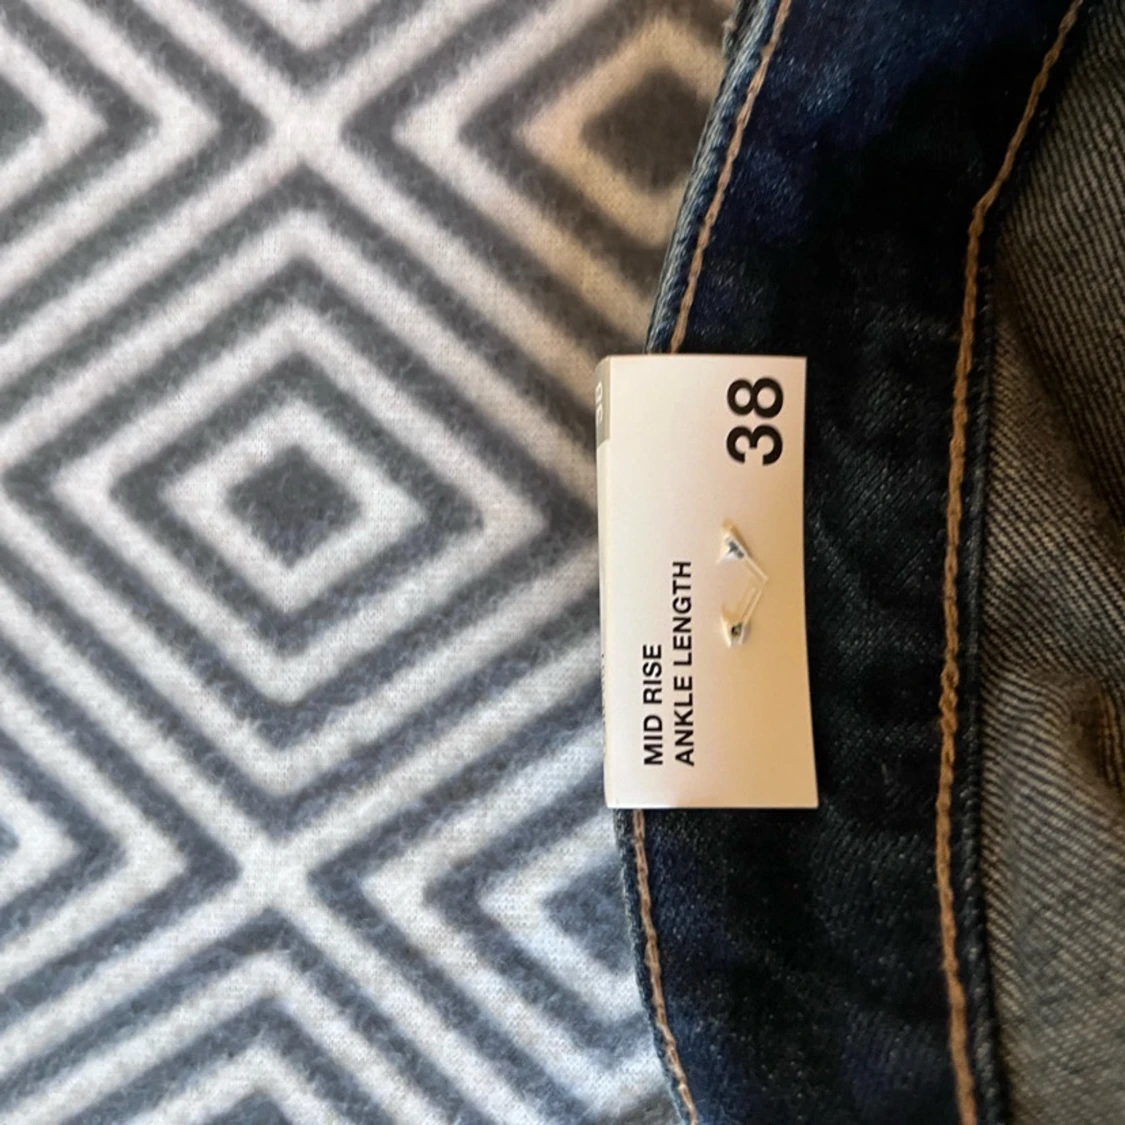 38
MID RISE
ANKLE LENGTH